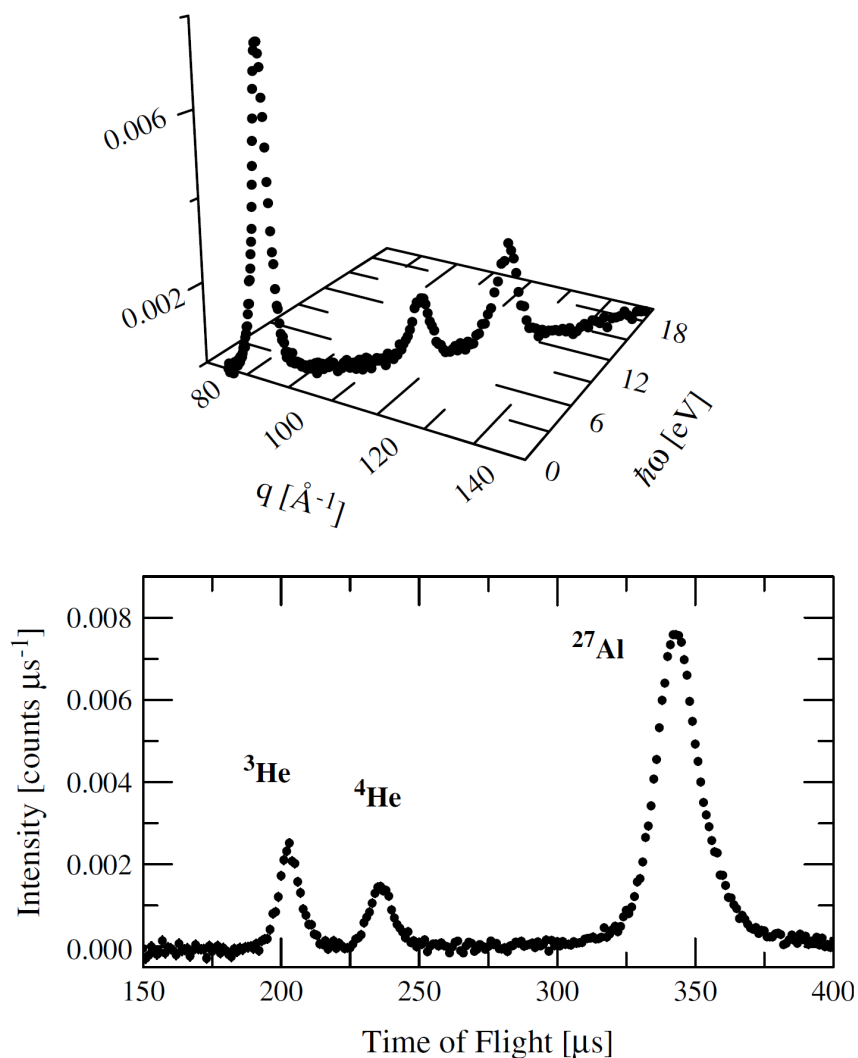 0.006
0.002
80
100
120
140
q [Å⁻¹]
0
6
12
18
ħω [eV]
0.008
0.006
0.004
0.002
0.000
Intensity [counts μs⁻¹]
³He
⁴He
²⁷Al
150 200 250 300 350 400
Time of Flight [μs]